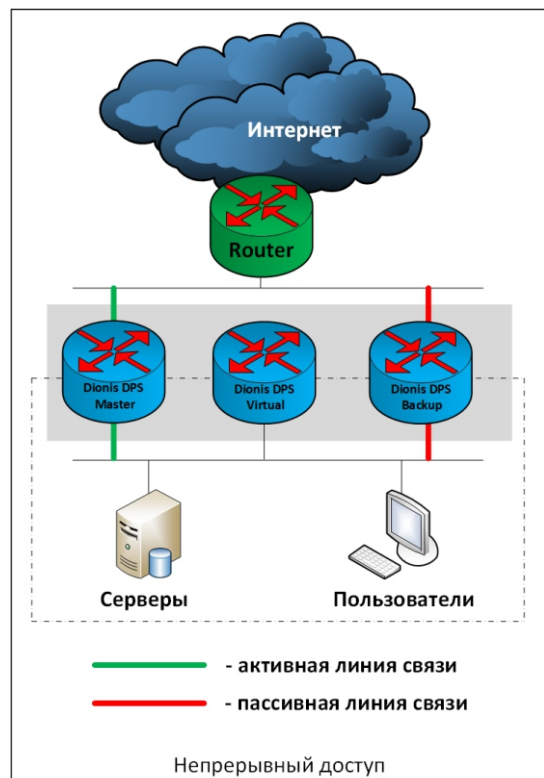 Интернет
Router
Dionis DPS
Master
Dionis DPS
Virtual
Dionis DPS
Backup
Серверы
Пользователи
- активная линия связи
- пассивная линия связи
Непрерывный доступ